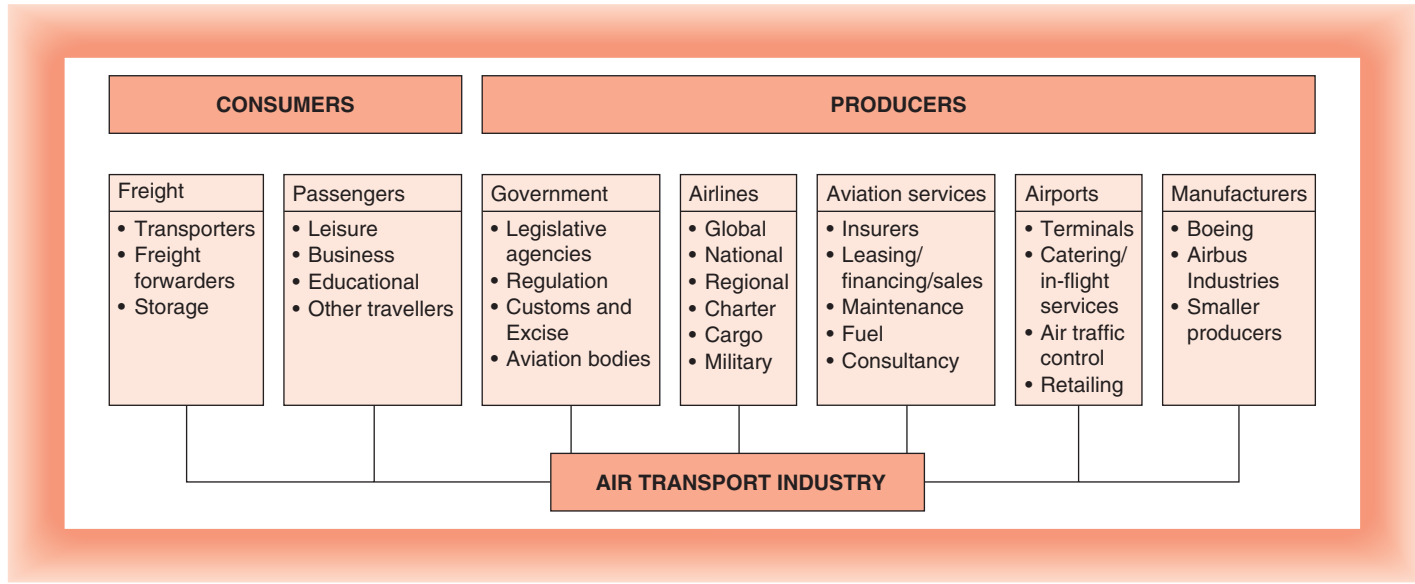 CONSUMERS
PRODUCERS
Freight
• Transporters
• Freight
forwarders
• Storage
Passengers
• Leisure
• Business
• Educational
• Other travellers
Government
• Legislative
agencies
• Regulation
• Customs and
Excise
• Aviation bodies
Airlines
• Global
• National
• Regional
• Charter
• Cargo
• Military
Aviation services
• Insurers
• Leasing/
financing/sales
• Maintenance
• Fuel
• Consultancy
Airports
• Terminals
• Catering/
in-flight
services
• Air traffic
control
• Retailing
Manufacturers
• Boeing
• Airbus
Industries
• Smaller
producers
AIR TRANSPORT INDUSTRY